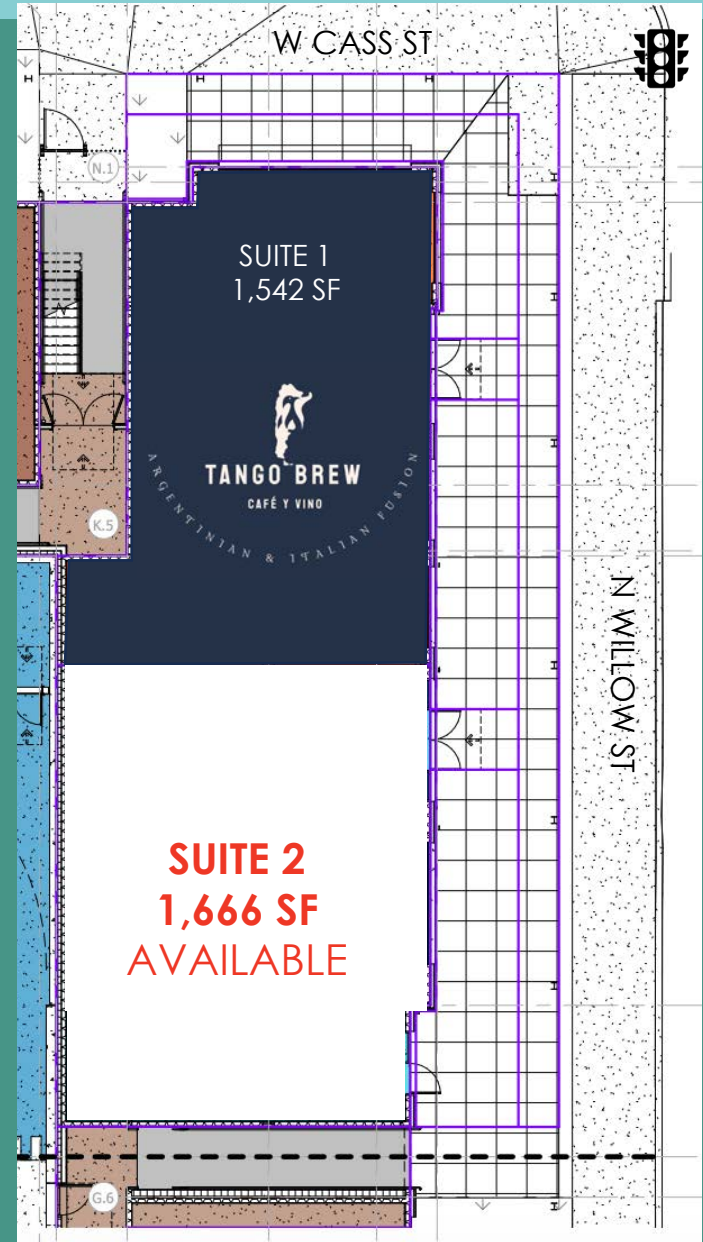 W CASS ST
N.1
SUITE 1
1,542 SF
TANGO BREW
CAFÉ Y VINO
ARGENTINIAN & ITALIAN FUSION
K.5
N WILLOW ST
SUITE 2
1,666 SF
AVAILABLE
G.6